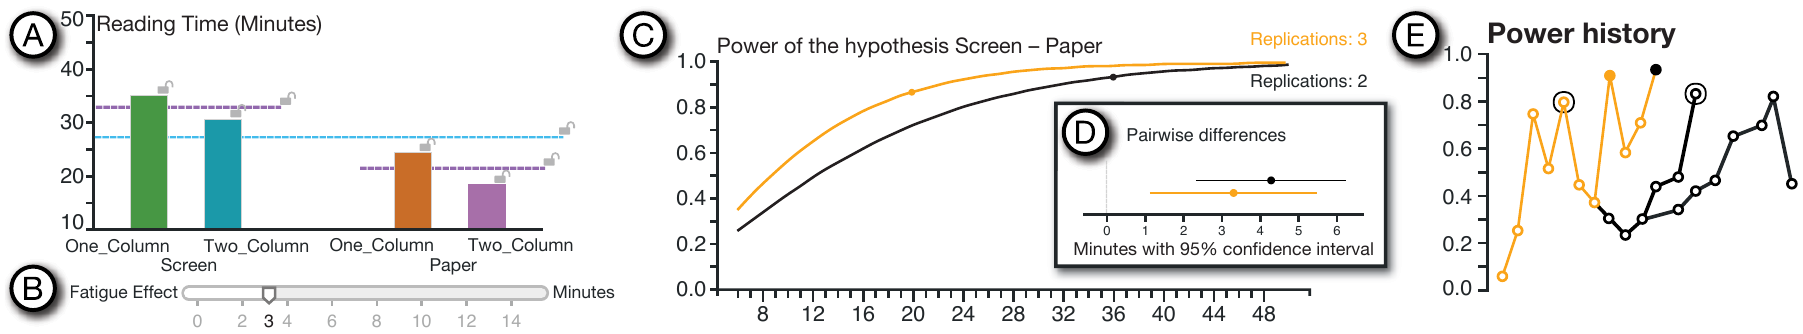 A
Reading Time (Minutes)
50
40
30
20
10
One_Column
Two_Column
One_Column
Two_Column
Screen
Paper
B
Fatigue Effect
Minutes
0 2 3 4 6 8 10 12 14
C
Power of the hypothesis Screen – Paper
Replications: 3
Replications: 2
1.0
0.8
0.6
0.4
0.2
0.0
8 12 16 20 24 28 32 36 40 44 48
D
Pairwise differences
0 1 2 3 4 5 6
Minutes with 95% confidence interval
E
Power history
1.0
0.8
0.6
0.4
0.2
0.0